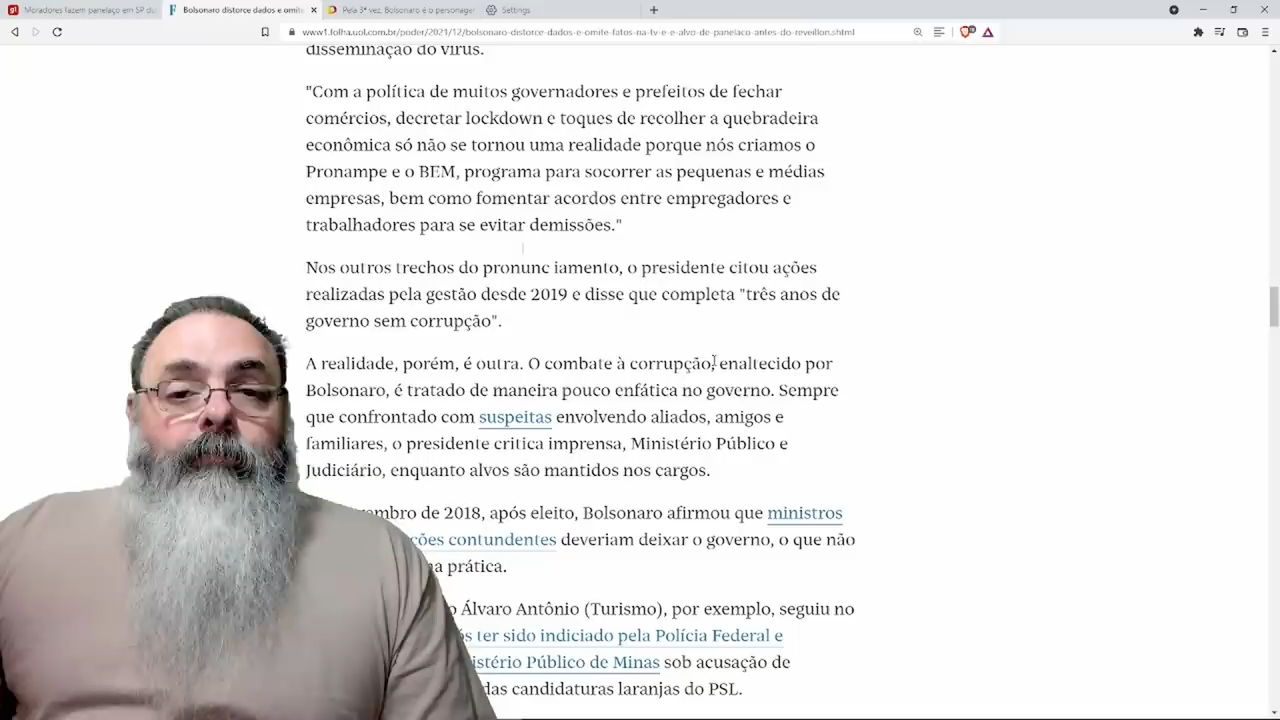 Moradores fazem panelaço em SP du
Bolsonaro distorce dados e omite
Pela 3ª vez, Bolsonaro é o personager
Settings
www1.folha.uol.com.br/poder/2021/12/bolsonaro-distorce-dados-e-omite-fatos-na-tv-e-e-alvo-de-panelaco-antes-do-reveillon.shtml
disseminação do vírus.
"Com a política de muitos governadores e prefeitos de fechar
comércios, decretar lockdown e toques de recolher a quebradeira
econômica só não se tornou uma realidade porque nós criamos o
Pronampe e o BEM, programa para socorrer as pequenas e médias
empresas, bem como fomentar acordos entre empregadores e
trabalhadores para se evitar demissões."
Nos outros trechos do pronunc iamento, o presidente citou ações
realizadas pela gestão desde 2019 e disse que completa "três anos de
governo sem corrupção".
A realidade, porém, é outra. O combate à corrupção, enaltecido por
Bolsonaro, é tratado de maneira pouco enfática no governo. Sempre
que confrontado com suspeitas envolvendo aliados, amigos e
familiares, o presidente critica imprensa, Ministério Público e
Judiciário, enquanto alvos são mantidos nos cargos.
embro de 2018, após eleito, Bolsonaro afirmou que ministros
ções contundentes deveriam deixar o governo, o que não
na prática.
o Álvaro Antônio (Turismo), por exemplo, seguiu no
ós ter sido indiciado pela Polícia Federal e
istério Público de Minas sob acusação de
das candidaturas laranjas do PSL.